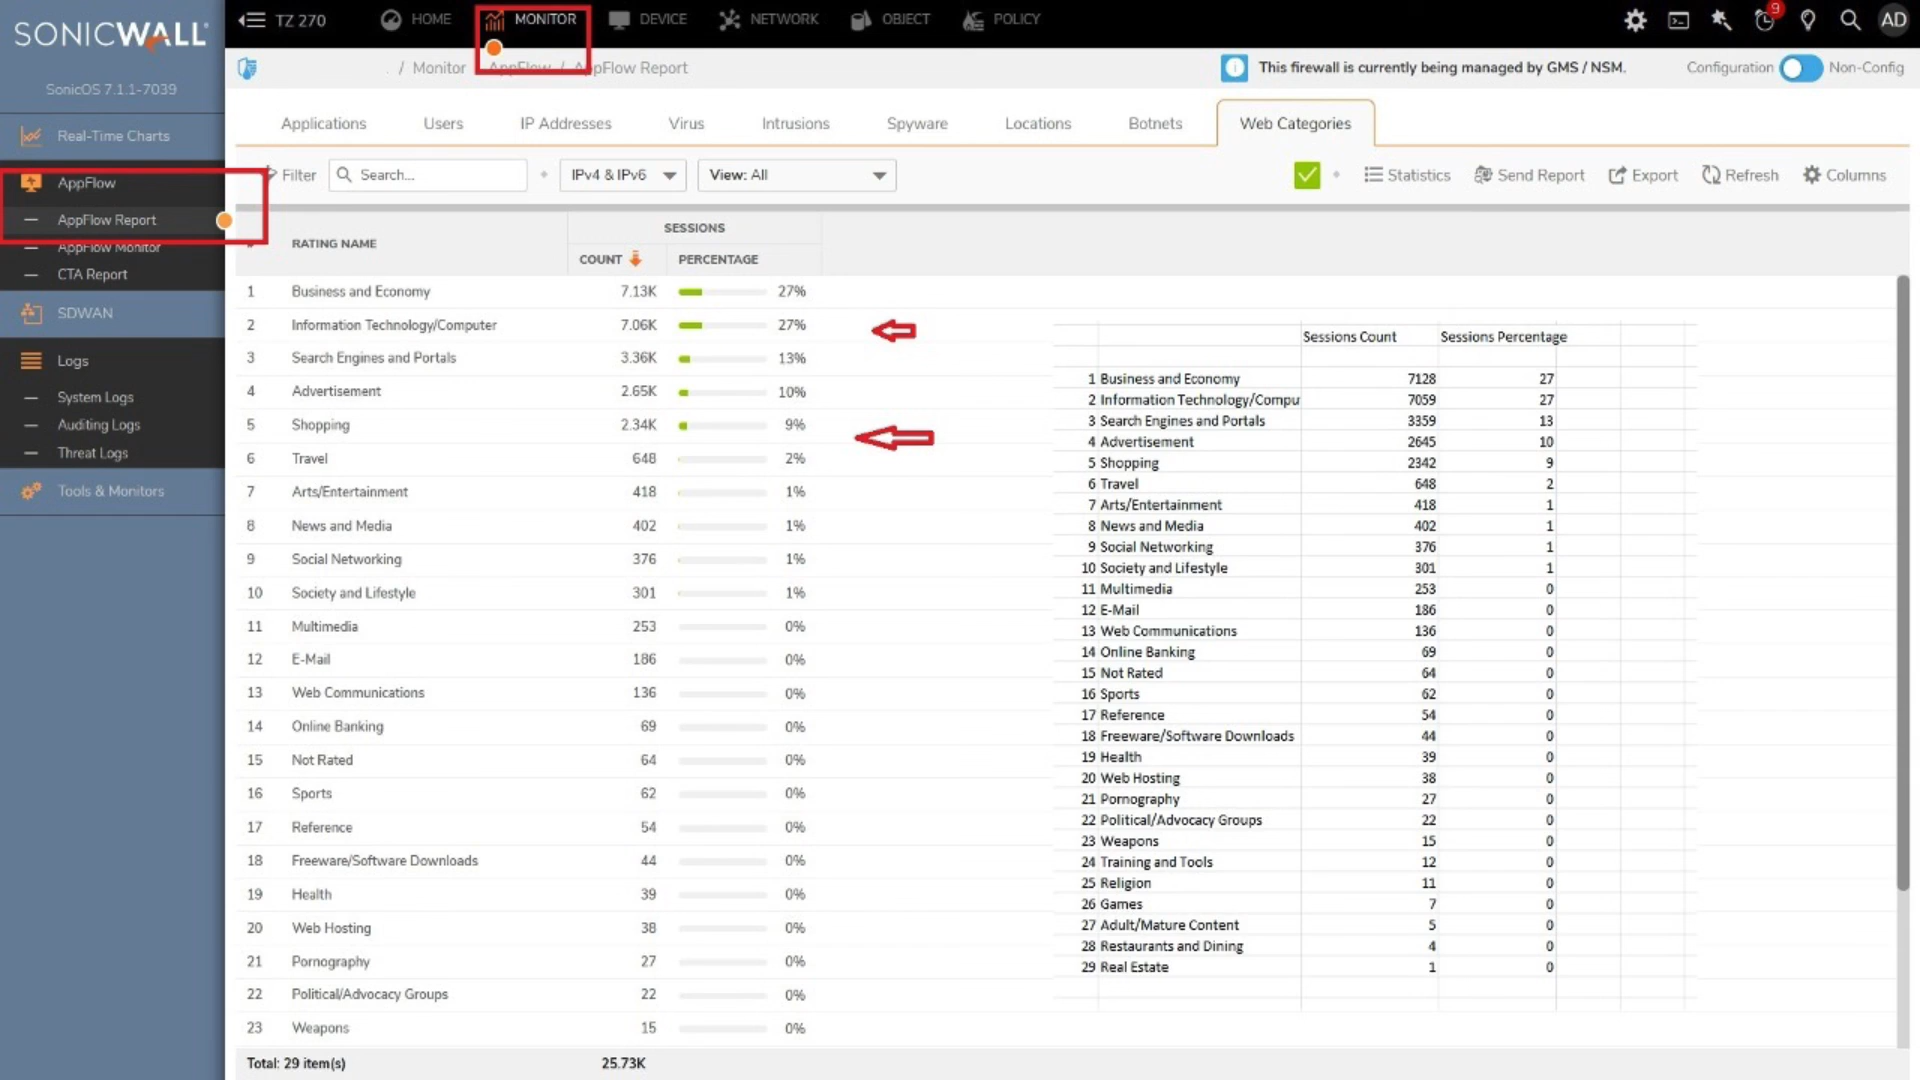 SONICWALL
TZ 270
HOME
MONITOR
DEVICE
NETWORK
OBJECT
POLICY
9
AD
/ Monitor / AppFlow / AppFlow Report
This firewall is currently being managed by GMS / NSM.
Configuration
Non-Config
SonicOS 7.1.1-7039
Real-Time Charts
AppFlow
AppFlow Report
AppFlow Monitor
CTA Report
SDWAN
Logs
System Logs
Auditing Logs
Threat Logs
Tools & Monitors
Applications Users IP Addresses Virus Intrusions Spyware Locations Botnets Web Categories
Filter Search... IPv4 & IPv6 View: All Statistics Send Report Export Refresh Columns
SESSIONS
# RATING NAME
COUNT PERCENTAGE
1 Business and Economy 7.13K 27%
2 Information Technology/Computer 7.06K 27%
3 Search Engines and Portals 3.36K 13%
4 Advertisement 2.65K 10%
5 Shopping 2.34K 9%
6 Travel 648 2%
7 Arts/Entertainment 418 1%
8 News and Media 402 1%
9 Social Networking 376 1%
10 Society and Lifestyle 301 1%
11 Multimedia 253 0%
12 E-Mail 186 0%
13 Web Communications 136 0%
14 Online Banking 69 0%
15 Not Rated 64 0%
16 Sports 62 0%
17 Reference 54 0%
18 Freeware/Software Downloads 44 0%
19 Health 39 0%
20 Web Hosting 38 0%
21 Pornography 27 0%
22 Political/Advocacy Groups 22 0%
23 Weapons 15 0%
Total: 29 item(s) 25.73K
Sessions Count Sessions Percentage
1 Business and Economy 7128 27
2 Information Technology/Compu 7059 27
3 Search Engines and Portals 3359 13
4 Advertisement 2645 10
5 Shopping 2342 9
6 Travel 648 2
7 Arts/Entertainment 418 1
8 News and Media 402 1
9 Social Networking 376 1
10 Society and Lifestyle 301 1
11 Multimedia 253 0
12 E-Mail 186 0
13 Web Communications 136 0
14 Online Banking 69 0
15 Not Rated 64 0
16 Sports 62 0
17 Reference 54 0
18 Freeware/Software Downloads 44 0
19 Health 39 0
20 Web Hosting 38 0
21 Pornography 27 0
22 Political/Advocacy Groups 22 0
23 Weapons 15 0
24 Training and Tools 12 0
25 Religion 11 0
26 Games 7 0
27 Adult/Mature Content 5 0
28 Restaurants and Dining 4 0
29 Real Estate 1 0